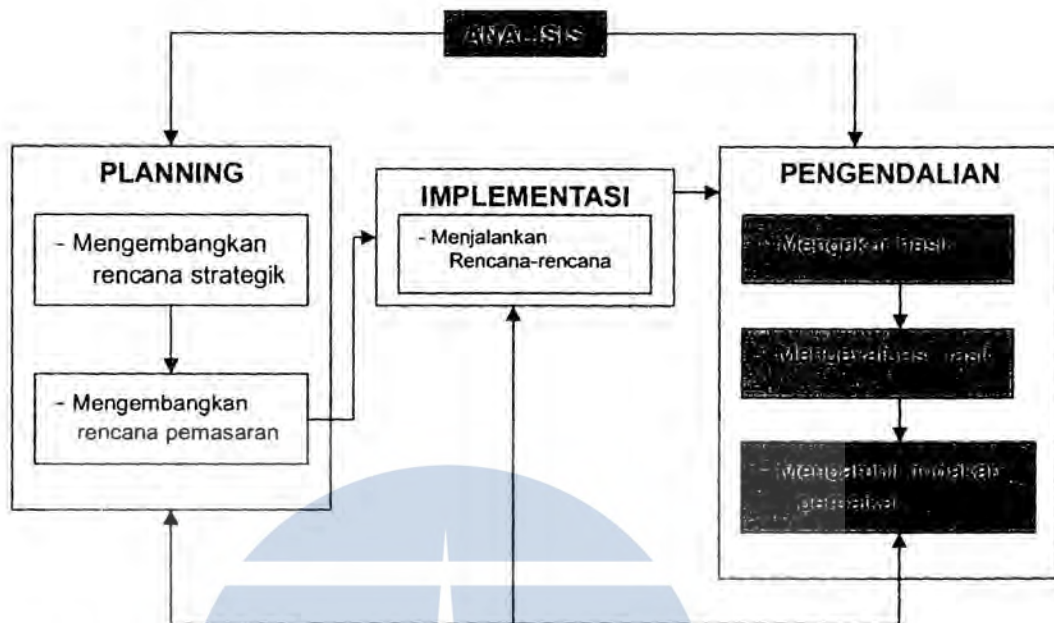 ANALISIS
PLANNING
- Mengembangkan
rencana strategik
- Mengembangkan
rencana pemasaran
IMPLEMENTASI
- Menjalankan
Rencana-rencana
PENGENDALIAN
- Mengukur hasil
- Mengevaluasi hasil
- Mengambil tindakan